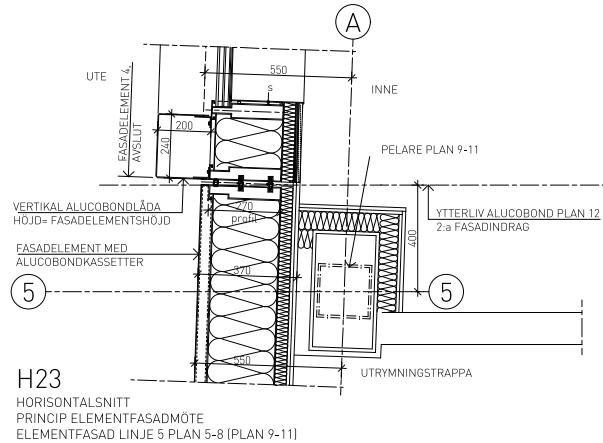 A
550
UTE
S
INNE
FASADELEMENT 4,
AVSLUT
200
240
PELARE PLAN 9-11
VERTIKAL ALUCOBONDLÅDA
HÖJD= FASADELEMENTSHÖJD
270
profil
YTTERLIV ALUCOBOND PLAN 12
2:a FASADINDRAG
400
FASADELEMENT MED
ALUCOBONDKASSETTER
370
5
5
550
UTRYMNINGSTRAPPA
H23
HORISONTALSNITT
PRINCIP ELEMENTFASADMÖTE
ELEMENTFASAD LINJE 5 PLAN 5-8 (PLAN 9-11)